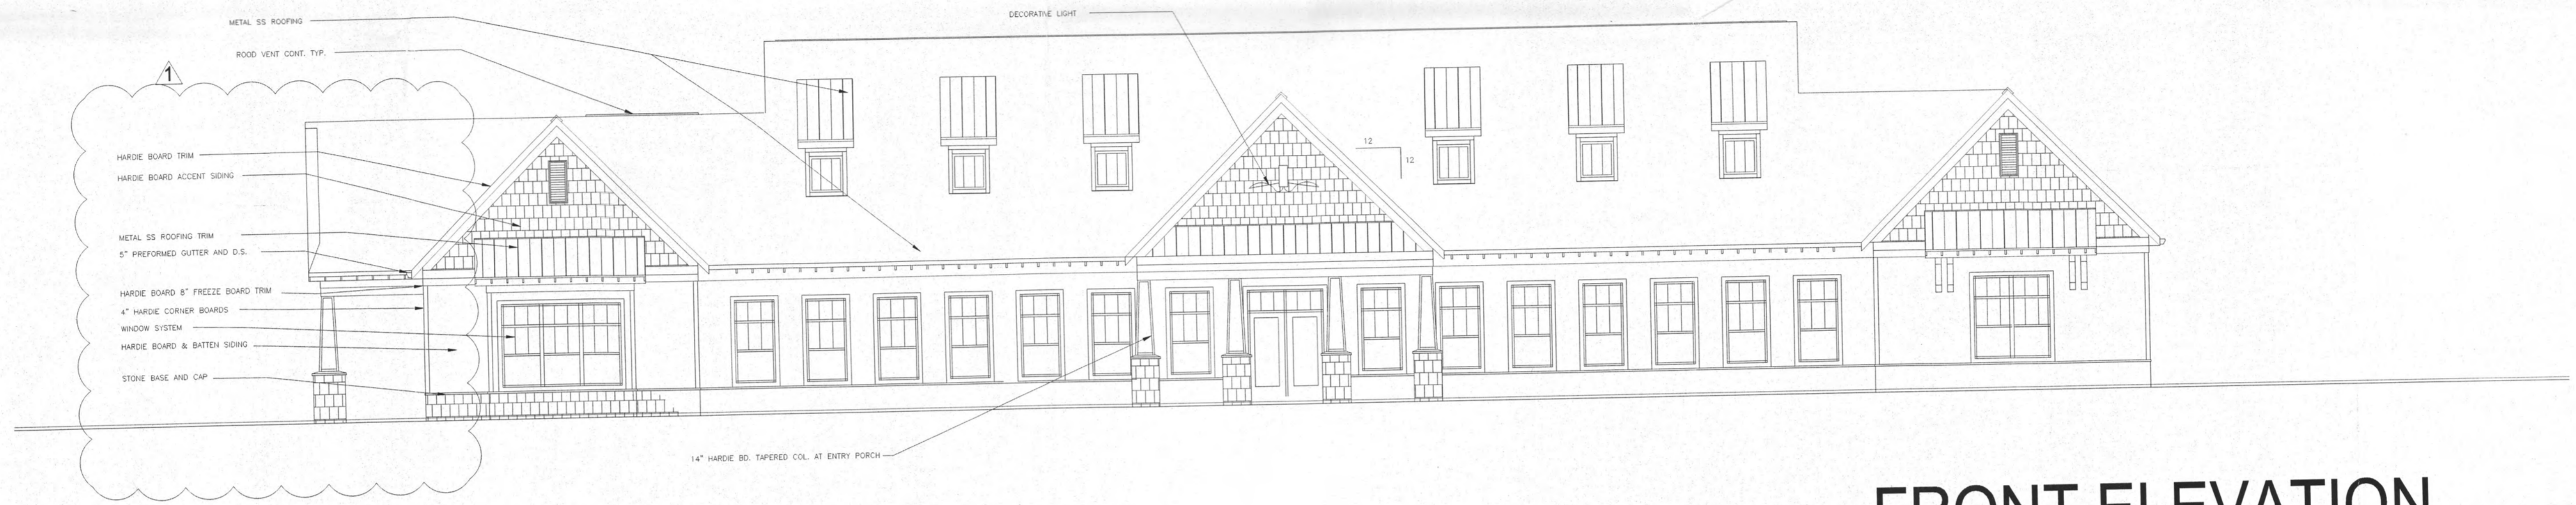 METAL SS ROOFING
DECORATIVE LIGHT
ROOD VENT CONT. TYP.
1
12
12
HARDIE BOARD TRIM
HARDIE BOARD ACCENT SIDING
METAL SS ROOFING TRIM
5" PREFORMED GUTTER AND D.S.
HARDIE BOARD 8" FREEZE BOARD TRIM
4" HARDIE CORNER BOARDS
WINDOW SYSTEM
HARDIE BOARD & BATTEN SIDING
STONE BASE AND CAP
14" HARDIE BD. TAPERED COL. AT ENTRY PORCH
FRONT ELEVATION